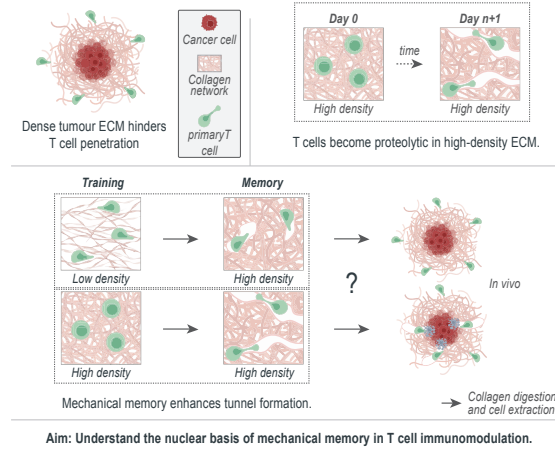 Dense tumour ECM hinders
T cell penetration
Cancer cell
Collagen
network
primaryT
cell
Day 0
Day n+1
time
High density
High density
T cells become proteolytic in high-density ECM.
Training
Memory
Low density
High density
?
In vivo
High density
High density
Mechanical memory enhances tunnel formation.
Collagen digestion
and cell extraction
Aim: Understand the nuclear basis of mechanical memory in T cell immunomodulation.